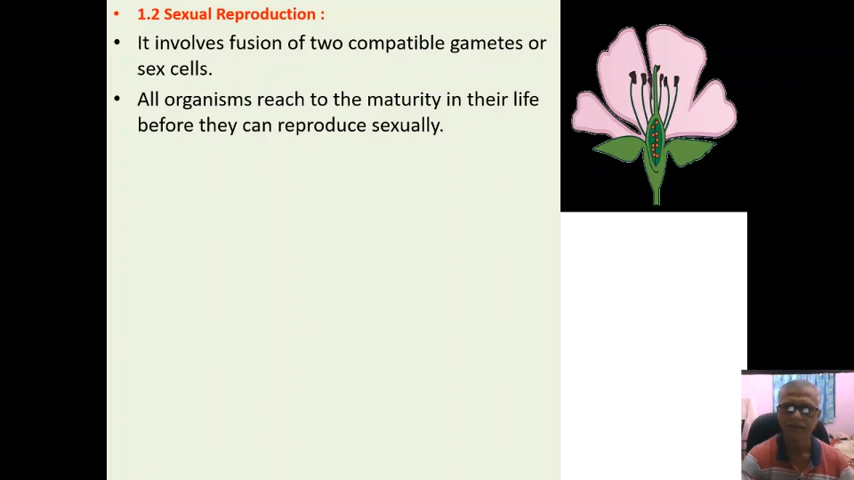 • 1.2 Sexual Reproduction :
• It involves fusion of two compatible gametes or
sex cells.
• All organisms reach to the maturity in their life
before they can reproduce sexually.